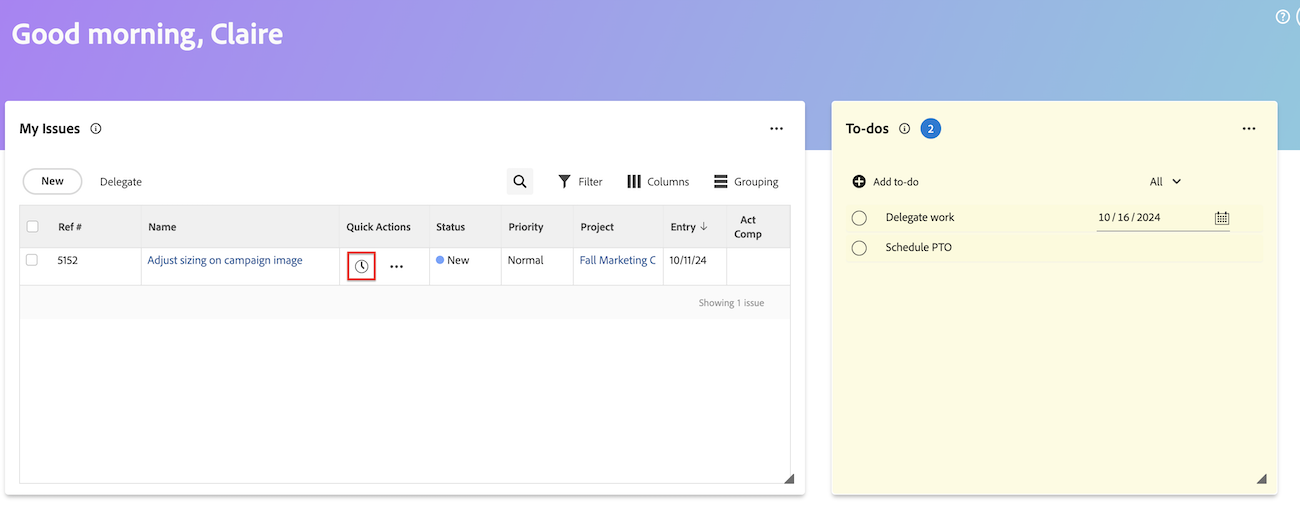 Good morning, Claire
My Issues
New Delegate Filter Columns Grouping
Ref # Name Quick Actions Status Priority Project Entry Act Comp
5152 Adjust sizing on campaign image New Normal Fall Marketing C 10/11/24
Showing 1 issue
To-dos 2
Add to-do All
Delegate work 10 / 16 / 2024
Schedule PTO